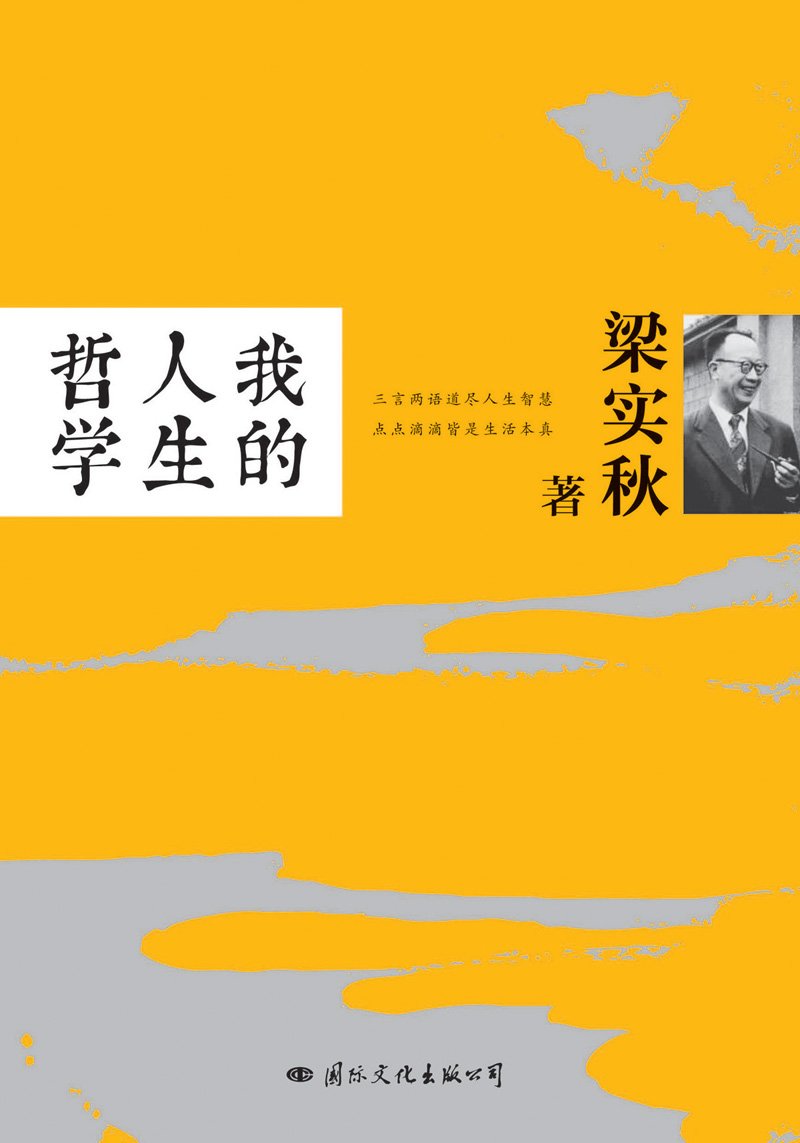 我的
人生
哲学
三言两语道尽人生智慧
点点滴滴皆是生活本真
梁实秋
著
国际文化出版公司